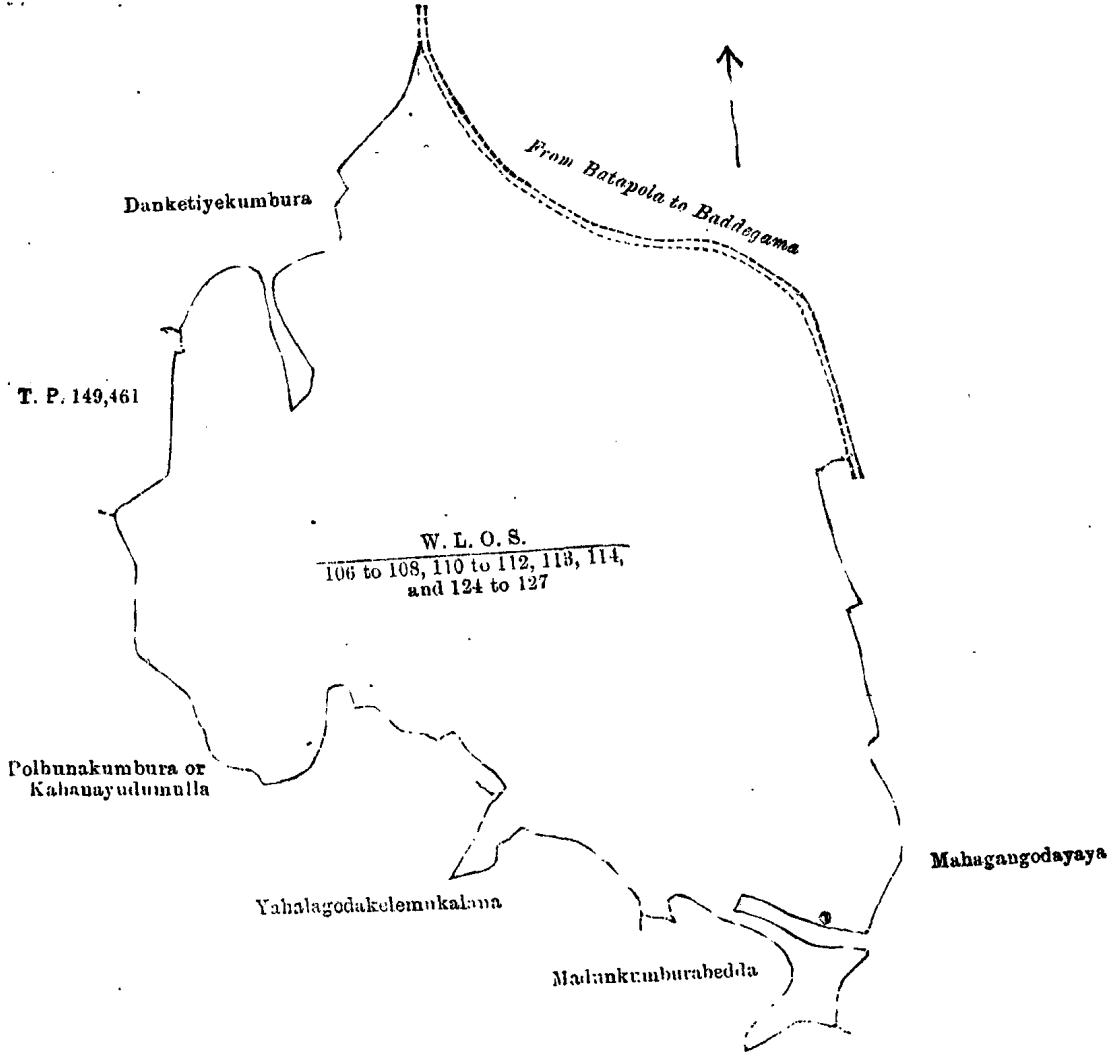 From Batapola to Baddegama
Danketiyekumbura
T. P. 149,461
W. L. O. S.
106 to 108, 110 to 112, 113, 114,
and 124 to 127
Polbunakumbura or
Kahanayudumulla
Mahagangodayaya
Yahalagodakelemukalana
Madankumburabedda